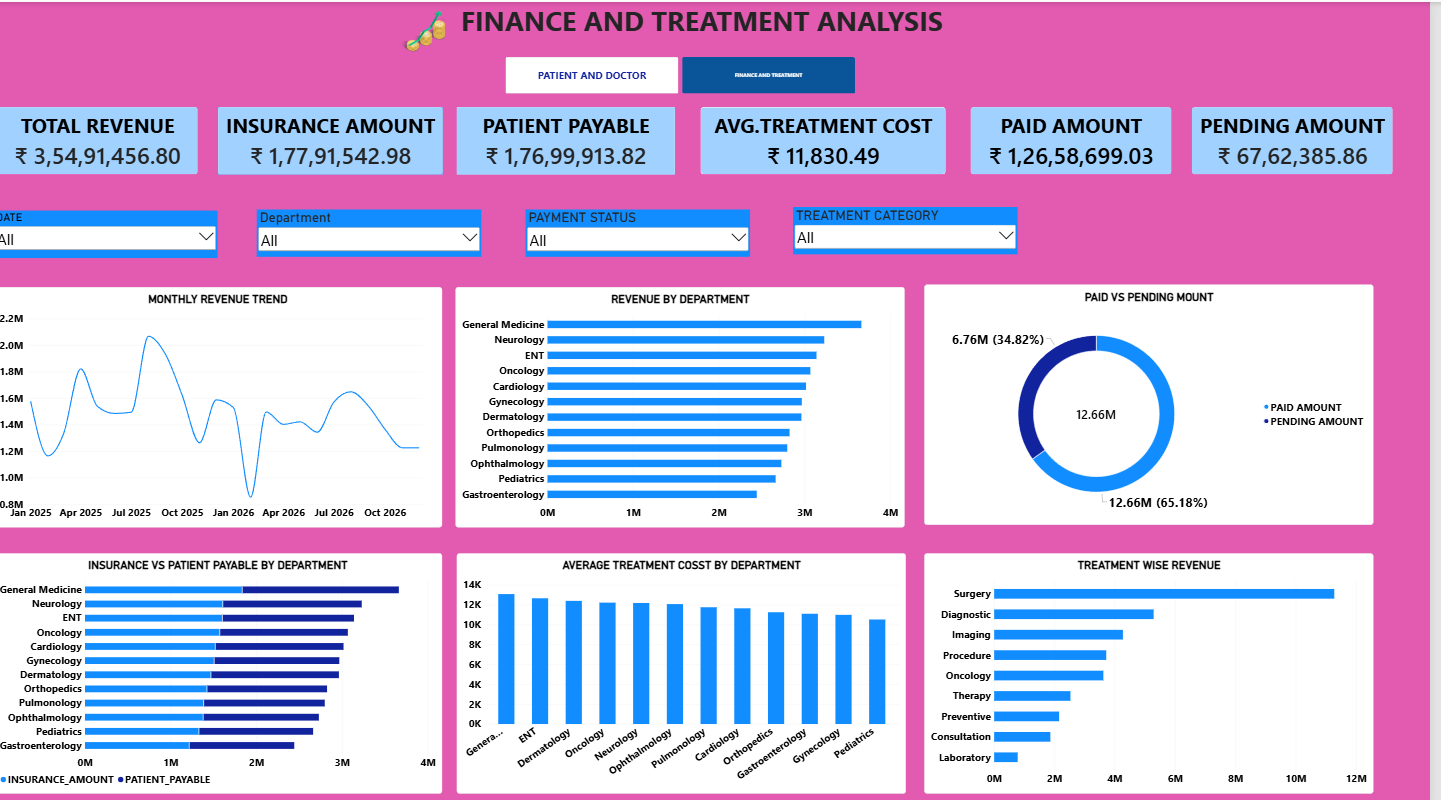 FINANCE AND TREATMENT ANALYSIS
PATIENT AND DOCTOR
FINANCE AND TREATMENT
TOTAL REVENUE
₹ 3,54,91,456.80
INSURANCE AMOUNT
₹ 1,77,91,542.98
PATIENT PAYABLE
₹ 1,76,99,913.82
AVG.TREATMENT COST
₹ 11,830.49
PAID AMOUNT
₹ 1,26,58,699.03
PENDING AMOUNT
₹ 67,62,385.86
DATE
All
Department
All
PAYMENT STATUS
All
TREATMENT CATEGORY
All
MONTHLY REVENUE TREND
2.2M
2.0M
1.8M
1.6M
1.4M
1.2M
1.0M
0.8M
Jan 2025 Apr 2025 Jul 2025 Oct 2025 Jan 2026 Apr 2026 Jul 2026 Oct 2026
REVENUE BY DEPARTMENT
General Medicine
Neurology
ENT
Oncology
Cardiology
Gynecology
Dermatology
Orthopedics
Pulmonology
Ophthalmology
Pediatrics
Gastroenterology
0M 1M 2M 3M 4M
PAID VS PENDING MOUNT
6.76M (34.82%)
12.66M
12.66M (65.18%)
PAID AMOUNT
PENDING AMOUNT
INSURANCE VS PATIENT PAYABLE BY DEPARTMENT
General Medicine
Neurology
ENT
Oncology
Cardiology
Gynecology
Dermatology
Orthopedics
Pulmonology
Ophthalmology
Pediatrics
Gastroenterology
0M 1M 2M 3M 4M
INSURANCE_AMOUNT PATIENT_PAYABLE
AVERAGE TREATMENT COSST BY DEPARTMENT
14K
12K
10K
8K
6K
4K
2K
0K
Genera... ENT Dermatology Oncology Neurology Ophthalmology Pulmonology Cardiology Orthopedics Gastroenterology Gynecology Pediatrics
TREATMENT WISE REVENUE
Surgery
Diagnostic
Imaging
Procedure
Oncology
Therapy
Preventive
Consultation
Laboratory
0M 2M 4M 6M 8M 10M 12M